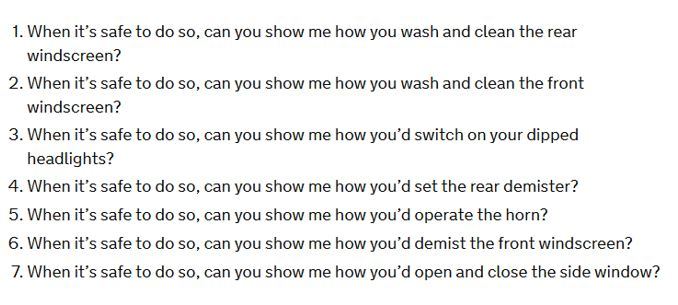 1. When it's safe to do so, can you show me how you wash and clean the rear
windscreen?
2. When it's safe to do so, can you show me how you wash and clean the front
windscreen?
3. When it's safe to do so, can you show me how you'd switch on your dipped
headlights?
4. When it's safe to do so, can you show me how you'd set the rear demister?
5. When it's safe to do so, can you show me how you'd operate the horn?
6. When it's safe to do so, can you show me how you'd demist the front windscreen?
7. When it's safe to do so, can you show me how you'd open and close the side window?